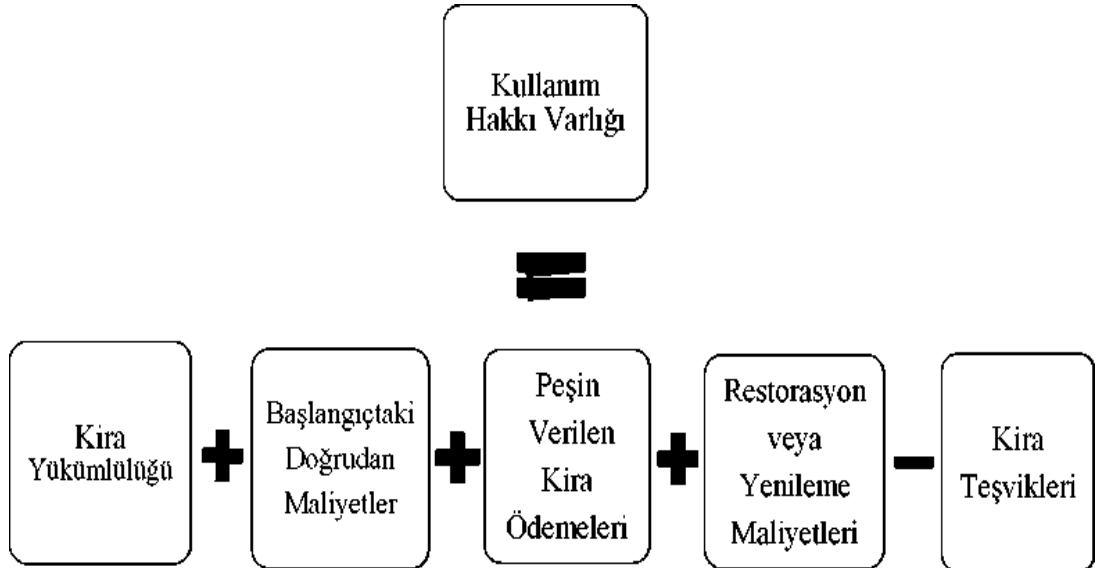 Kullanım
Hakkı Varlığı
=
Kira
Yükümlülüğü
+
Başlangıçtaki
Doğrudan
Maliyetler
+
Peşin
Verilen
Kira
Ödemeleri
+
Restorasyon
veya
Yenileme
Maliyetleri
-
Kira
Teşvikleri